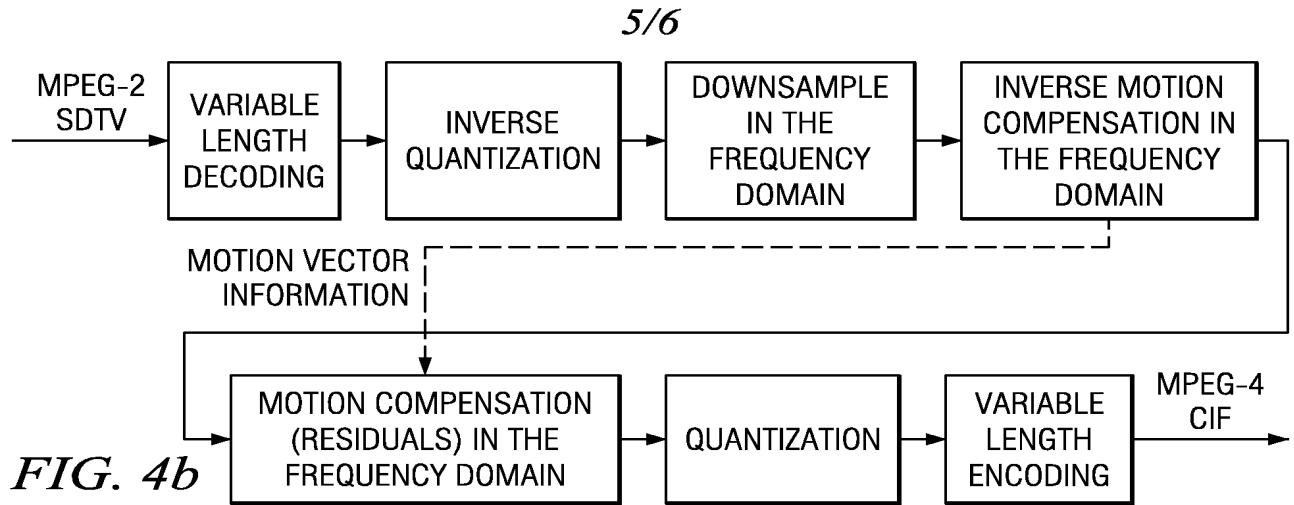 5/6
MPEG-2
SDTV
VARIABLE
LENGTH
DECODING
INVERSE
QUANTIZATION
DOWNSAMPLE
IN THE
FREQUENCY
DOMAIN
INVERSE MOTION
COMPENSATION IN
THE FREQUENCY
DOMAIN
MOTION VECTOR
INFORMATION
MOTION COMPENSATION
(RESIDUALS) IN THE
FREQUENCY DOMAIN
QUANTIZATION
VARIABLE
LENGTH
ENCODING
MPEG-4
CIF
FIG. 4b